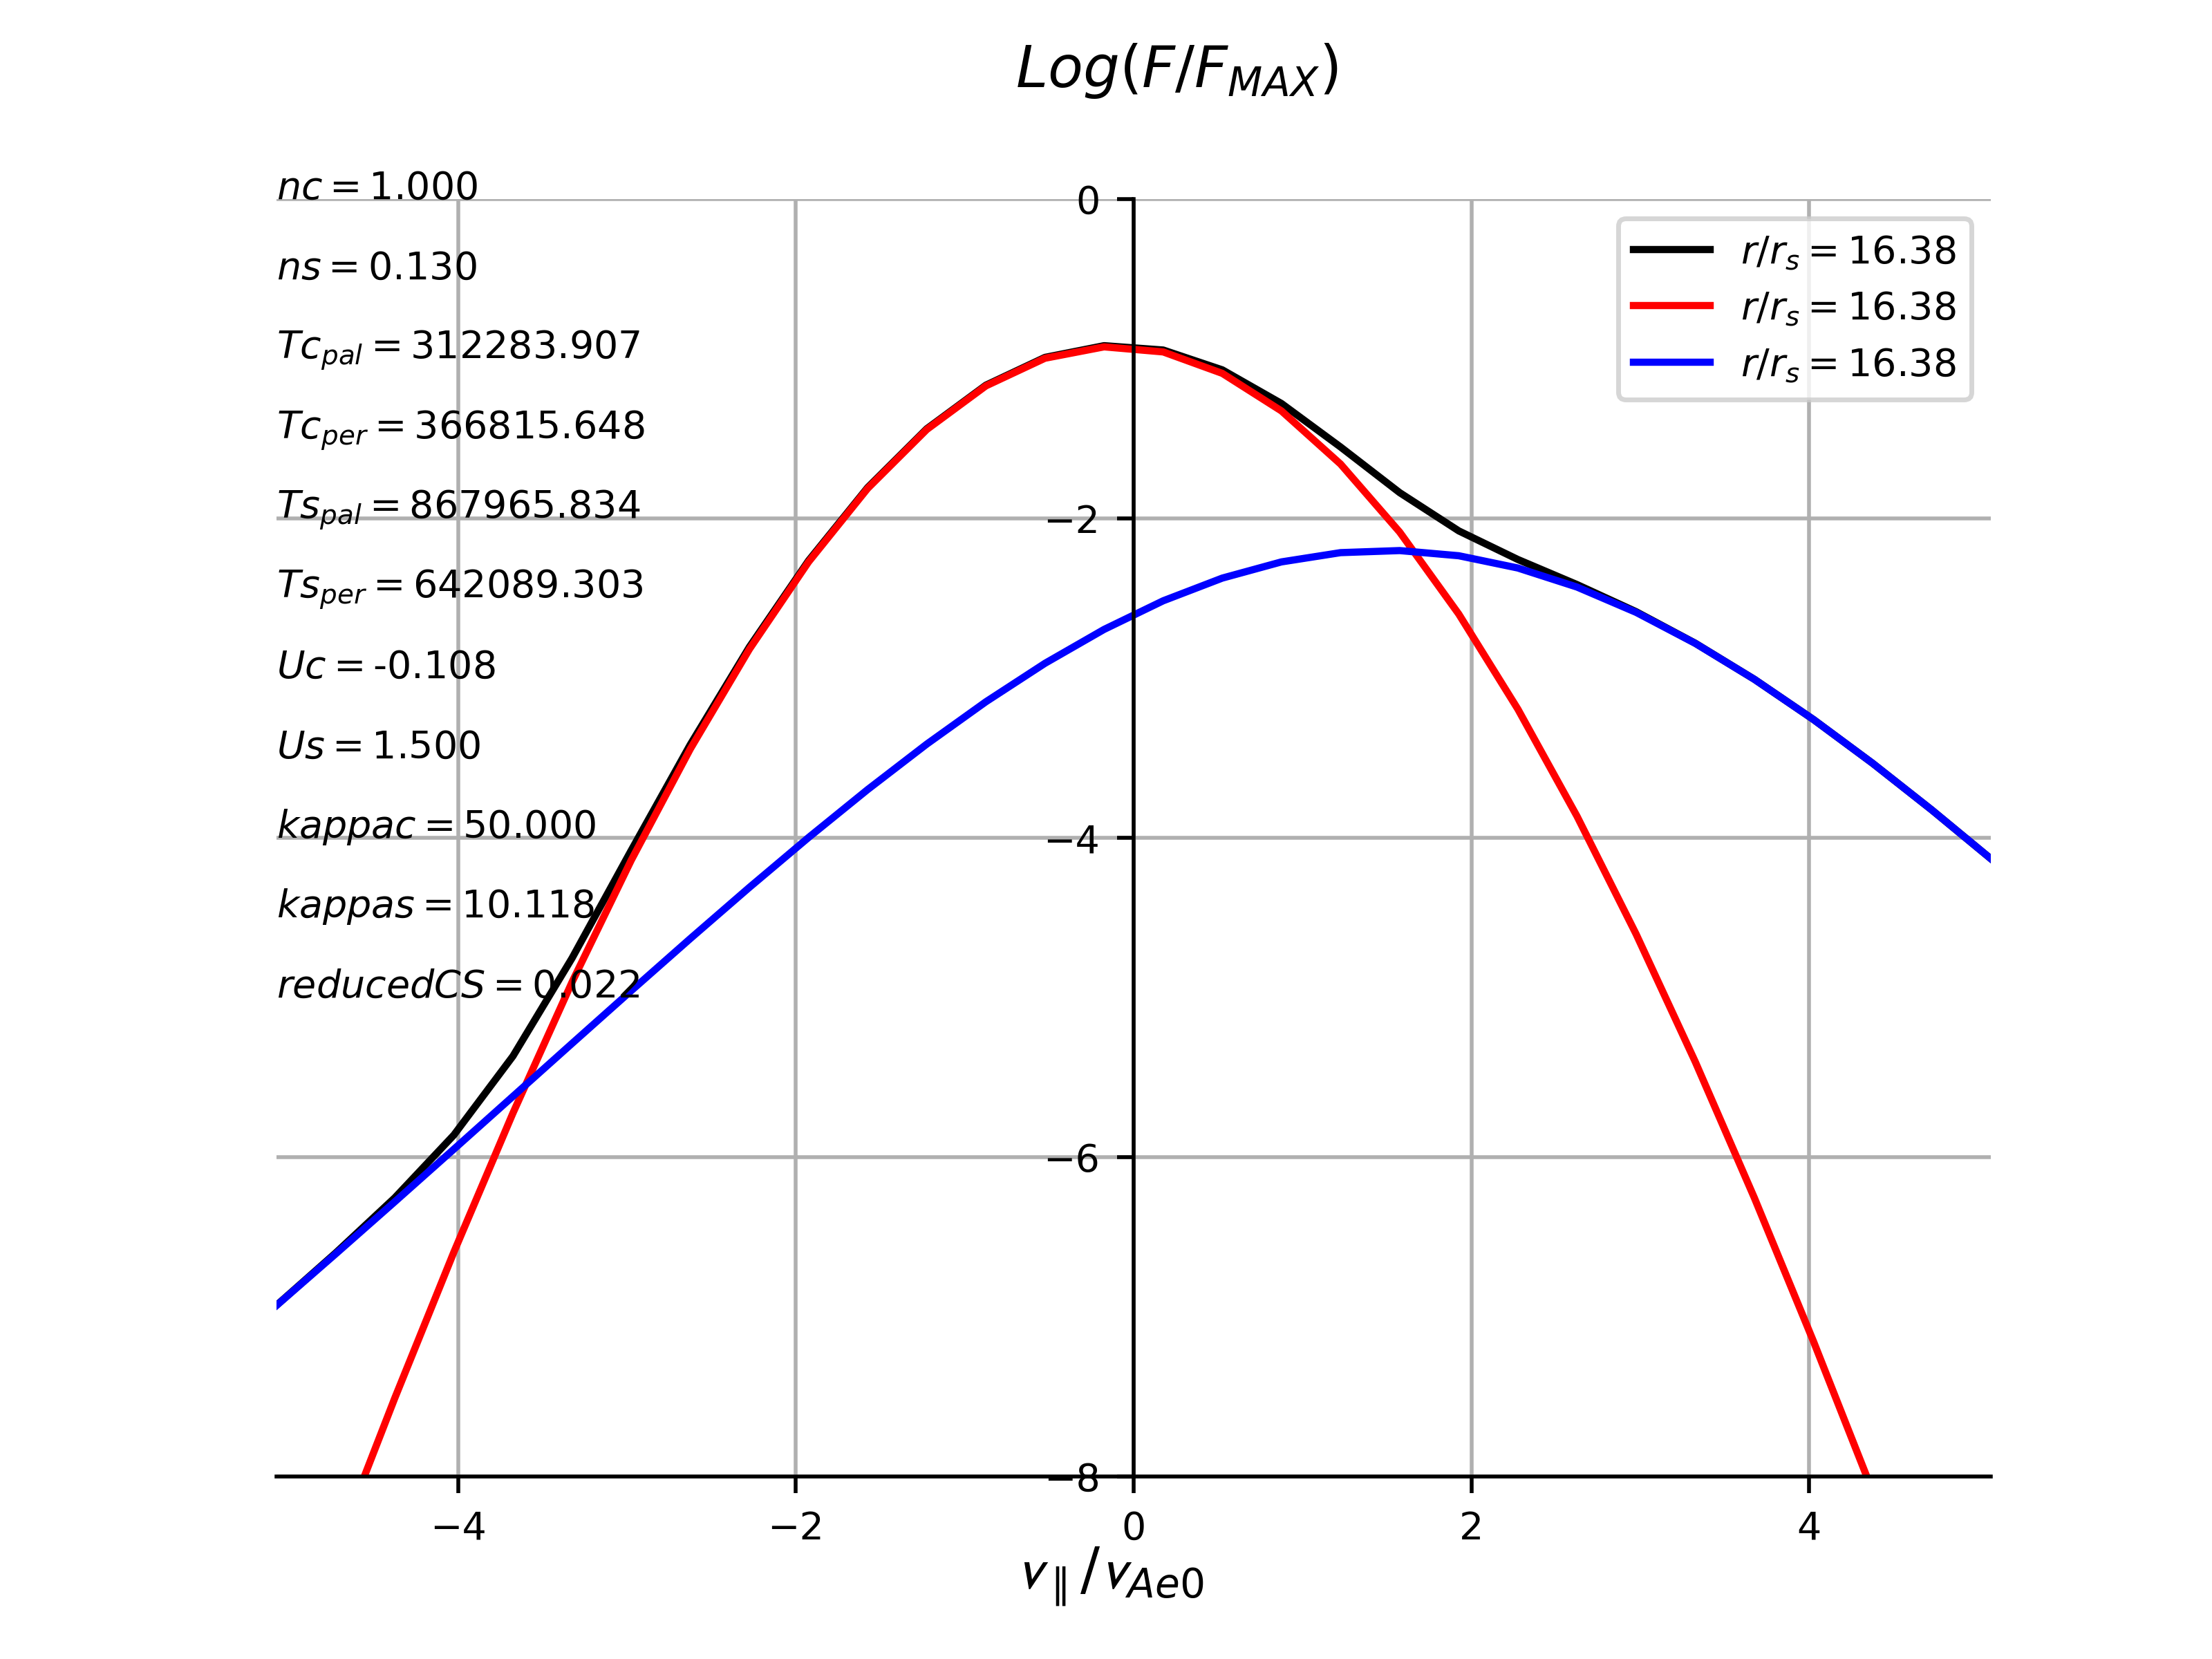 Log(F/F_MAX)
nc = 1.000
ns = 0.130
Tc_pal = 312283.907
Tc_per = 366815.648
Ts_pal = 867965.834
Ts_per = 642089.303
Uc = -0.108
Us = 1.500
kappac = 50.000
kappas = 10.118
reducedCS = 0.022
r/r_s = 16.38
r/r_s = 16.38
r/r_s = 16.38
0
−2
−4
−6
−8
−4 −2 0 2 4
v_∥/v_Ae0